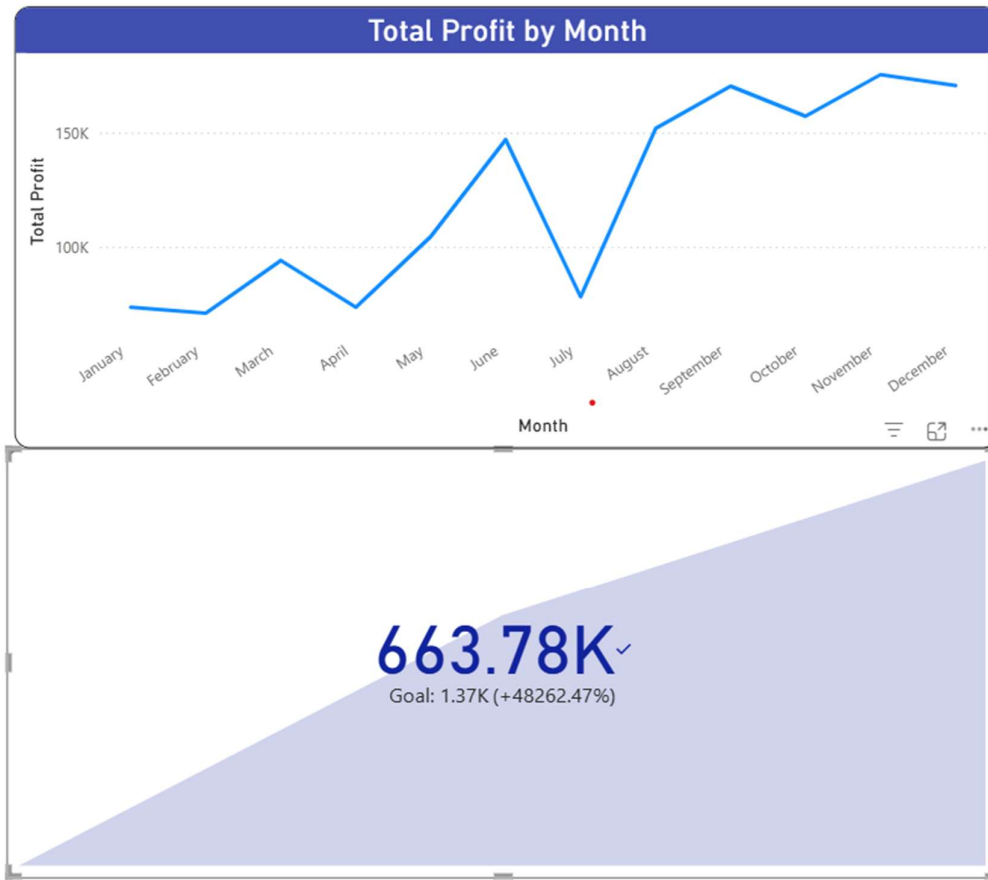 Total Profit by Month
150K
100K
Total Profit
January
February
March
April
May
June
July
August
September
October
November
December
Month
663.78K
Goal: 1.37K (+48262.47%)